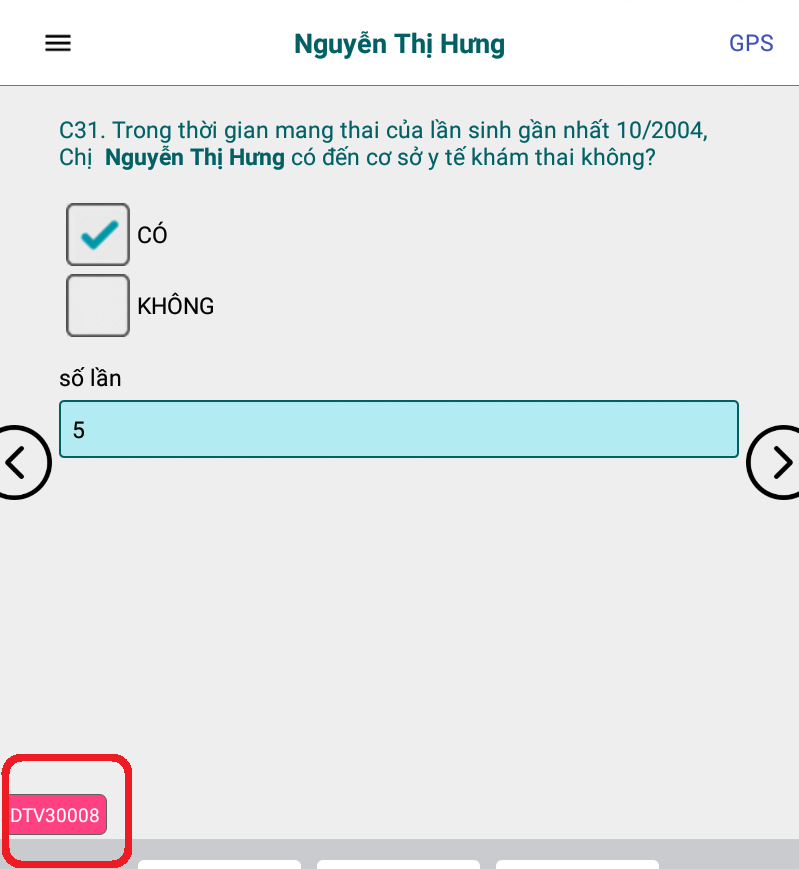 Nguyễn Thị Hưng
GPS
C31. Trong thời gian mang thai của lần sinh gần nhất 10/2004,
Chị Nguyễn Thị Hưng có đến cơ sở y tế khám thai không?
CÓ
KHÔNG
số lần
5
DTV30008